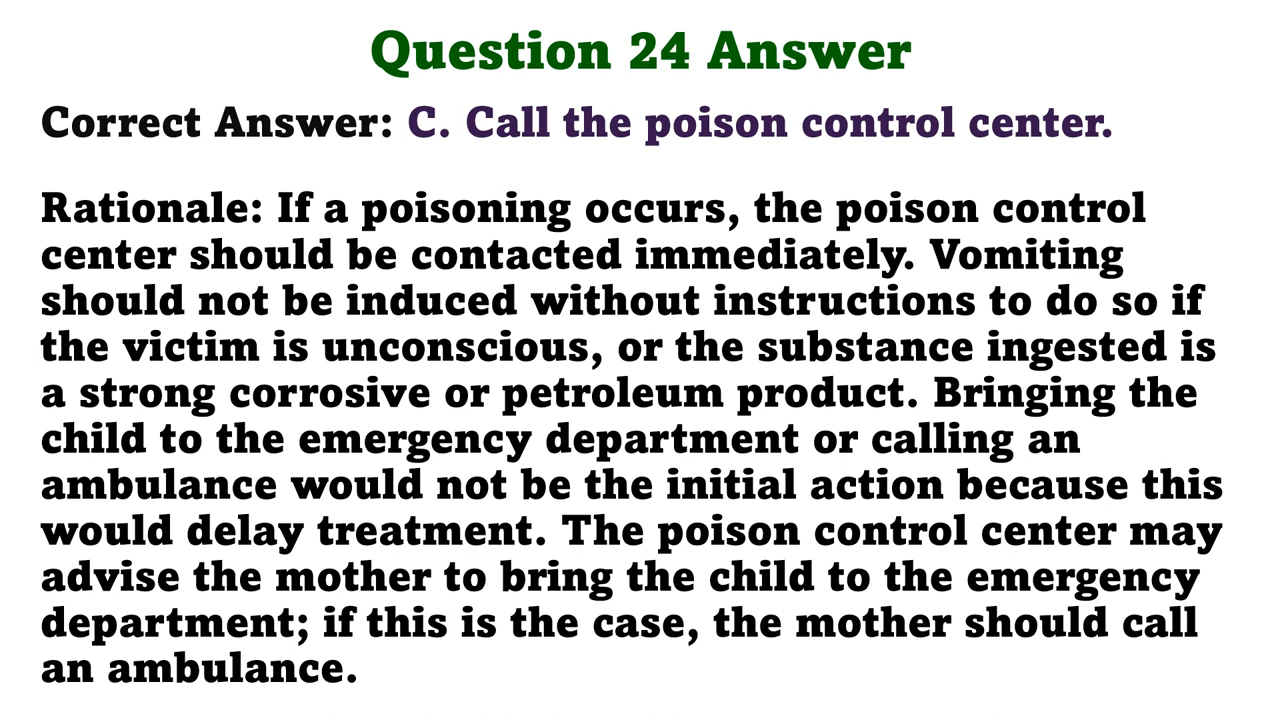 Question 24 Answer
Correct Answer: C. Call the poison control center.
Rationale: If a poisoning occurs, the poison control
center should be contacted immediately. Vomiting
should not be induced without instructions to do so if
the victim is unconscious, or the substance ingested is
a strong corrosive or petroleum product. Bringing the
child to the emergency department or calling an
ambulance would not be the initial action because this
would delay treatment. The poison control center may
advise the mother to bring the child to the emergency
department; if this is the case, the mother should call
an ambulance.